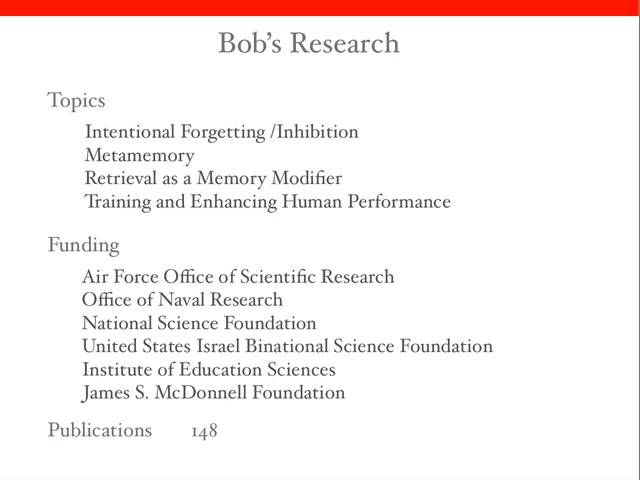 Bob's Research
Topics
Intentional Forgetting /Inhibition
Metamemory
Retrieval as a Memory Modifier
Training and Enhancing Human Performance
Funding
Air Force Office of Scientific Research
Office of Naval Research
National Science Foundation
United States Israel Binational Science Foundation
Institute of Education Sciences
James S. McDonnell Foundation
Publications 148